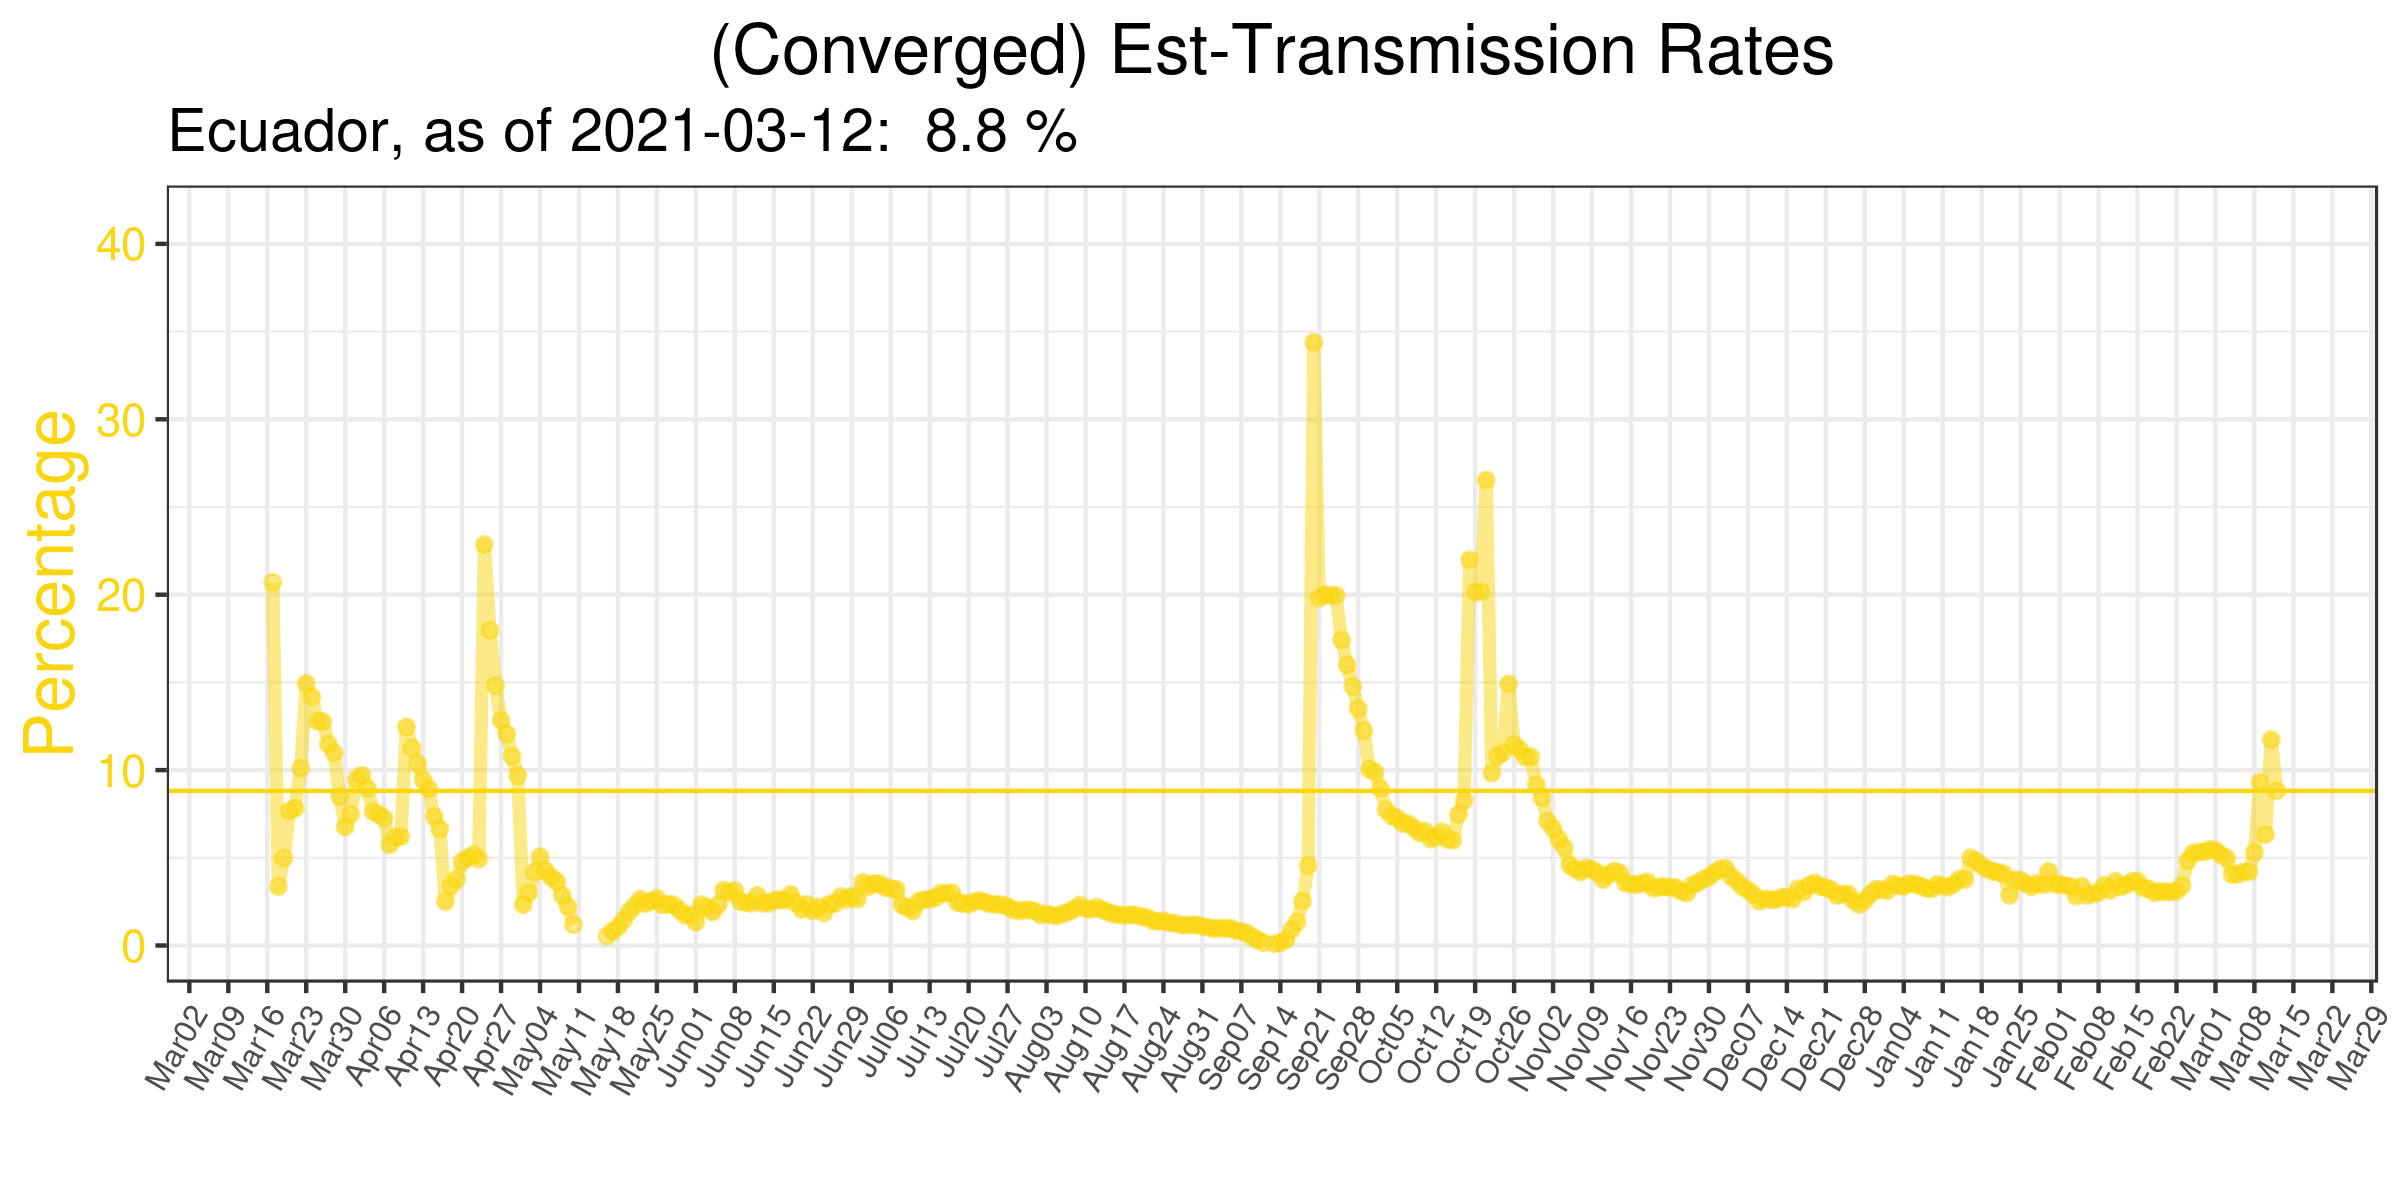 (Converged) Est-Transmission Rates
Ecuador, as of 2021-03-12:  8.8 %
Percentage
40
30
20
10
0
Mar02
Mar09
Mar16
Mar23
Mar30
Apr06
Apr13
Apr20
Apr27
May04
May11
May18
May25
Jun01
Jun08
Jun15
Jun22
Jun29
Jul06
Jul13
Jul20
Jul27
Aug03
Aug10
Aug17
Aug24
Aug31
Sep07
Sep14
Sep21
Sep28
Oct05
Oct12
Oct19
Oct26
Nov02
Nov09
Nov16
Nov23
Nov30
Dec07
Dec14
Dec21
Dec28
Jan04
Jan11
Jan18
Jan25
Feb01
Feb08
Feb15
Feb22
Mar01
Mar08
Mar15
Mar22
Mar29